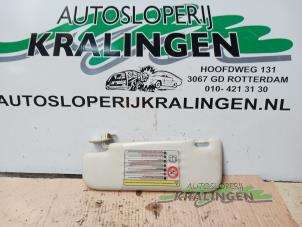 AUTOSLOPERIJ
KRALINGEN
HOOFDWEG 131
3067 GD ROTTERDAM
010- 421 31 30
AUTOSLOPERIJKRALINGEN.NL
AUTOSLOPERIJ
KRALINGEN